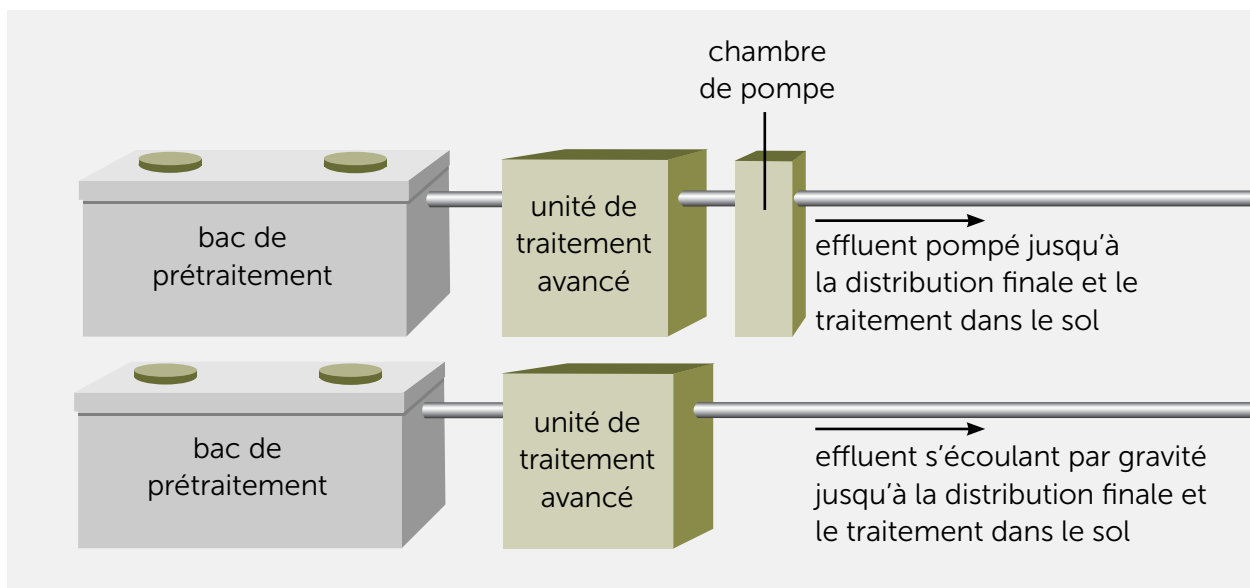 chambre
de pompe
bac de
prétraitement
unité de
traitement
avancé
effluent pompé jusqu’à
la distribution finale et le
traitement dans le sol
bac de
prétraitement
unité de
traitement
avancé
effluent s’écoulant par gravité
jusqu’à la distribution finale et
le traitement dans le sol